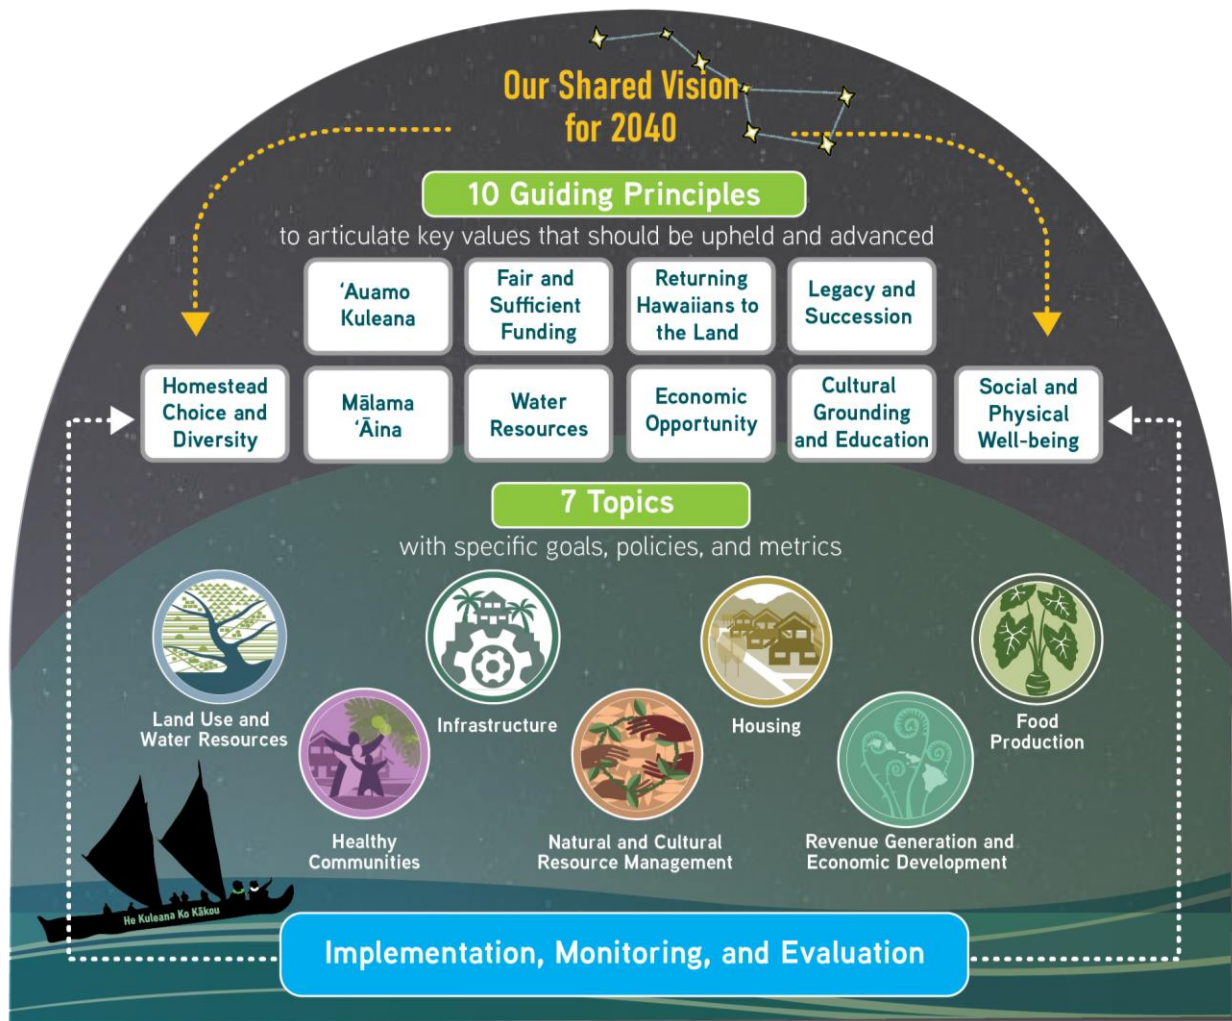 Our Shared Vision
for 2040
10 Guiding Principles
to articulate key values that should be upheld and advanced
ʻAuamo
Kuleana
Fair and
Sufficient
Funding
Returning
Hawaiians to
the Land
Legacy and
Succession
Homestead
Choice and
Diversity
Mālama
ʻĀina
Water
Resources
Economic
Opportunity
Cultural
Grounding
and Education
Social and
Physical
Well-being
7 Topics
with specific goals, policies, and metrics
Land Use and
Water Resources
Infrastructure
Housing
Food
Production
Healthy
Communities
Natural and Cultural
Resource Management
Revenue Generation and
Economic Development
He Kuleana Ko Kākou
Implementation, Monitoring, and Evaluation